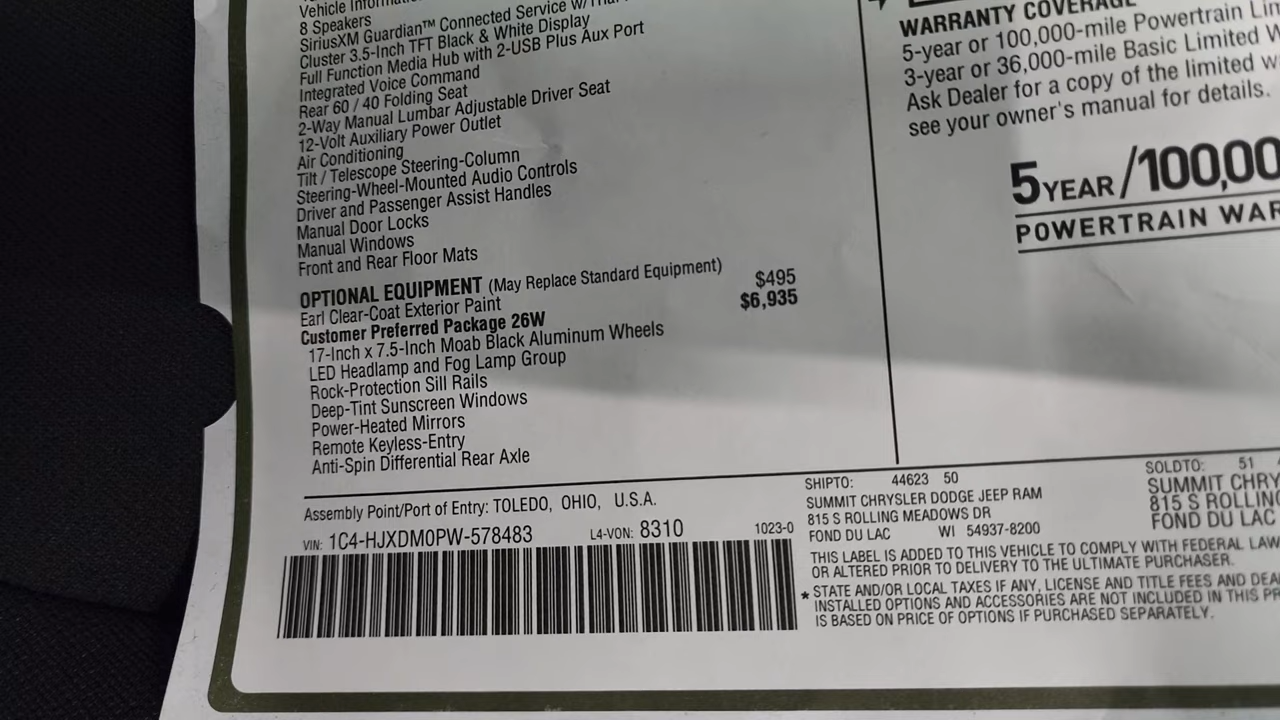 Vehicle
8 Speakers
SiriusXM Guardian™ Connected Service w/
Cluster 3.5-Inch TFT Black & White Display
Full Function Media Hub with 2-USB Plus Aux Port
Integrated Voice Command
Rear 60 / 40 Folding Seat
2-Way Manual Lumbar Adjustable Driver Seat
12-Volt Auxiliary Power Outlet
Air Conditioning
Tilt / Telescope Steering-Column
Steering-Wheel-Mounted Audio Controls
Driver and Passenger Assist Handles
Manual Door Locks
Manual Windows
Front and Rear Floor Mats
OPTIONAL EQUIPMENT (May Replace Standard Equipment)
Earl Clear-Coat Exterior Paint $495
Customer Preferred Package 26W $6,935
17-Inch x 7.5-Inch Moab Black Aluminum Wheels
LED Headlamp and Fog Lamp Group
Rock-Protection Sill Rails
Deep-Tint Sunscreen Windows
Power-Heated Mirrors
Remote Keyless-Entry
Anti-Spin Differential Rear Axle
WARRANTY COVERAGE
5-year or 100,000-mile Powertrain Lim
3-year or 36,000-mile Basic Limited W
Ask Dealer for a copy of the limited w
see your owner's manual for details.
5 YEAR /100,00
POWERTRAIN WAR
Assembly Point/Port of Entry: TOLEDO, OHIO, U.S.A.
VIN: 1C4-HJXDM0PW-578483 L4-VON: 8310 1023-0
SHIPTO: 44623 50
SUMMIT CHRYSLER DODGE JEEP RAM
815 S ROLLING MEADOWS DR
FOND DU LAC WI 54937-8200
SOLDTO: 51
SUMMIT CHRY
815 S ROLLIN
FOND DU LAC
THIS LABEL IS ADDED TO THIS VEHICLE TO COMPLY WITH FEDERAL LAW
OR ALTERED PRIOR TO DELIVERY TO THE ULTIMATE PURCHASER.
* STATE AND/OR LOCAL TAXES IF ANY, LICENSE AND TITLE FEES AND DEA
INSTALLED OPTIONS AND ACCESSORIES ARE NOT INCLUDED IN THIS PR
IS BASED ON PRICE OF OPTIONS IF PURCHASED SEPARATELY.